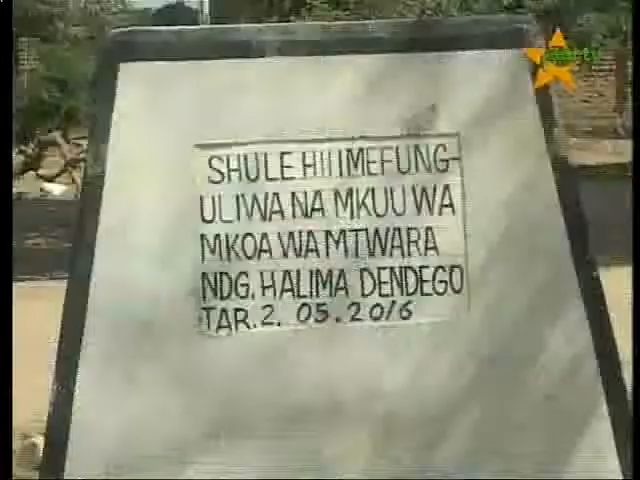 SHULE HII IMEFUNG-
ULIWA NA MKUU WA
MKOA WA MTWARA
NDG. HALIMA DENDEGO
TAR. 2. 05. 2016